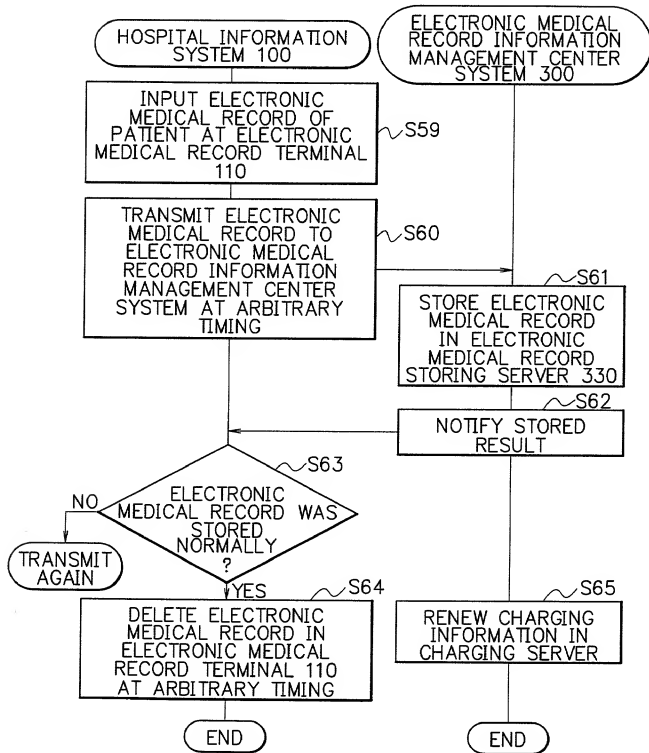 HOSPITAL INFORMATION
SYSTEM 100
ELECTRONIC MEDICAL
RECORD INFORMATION
MANAGEMENT CENTER
SYSTEM 300
INPUT ELECTRONIC
MEDICAL RECORD OF
PATIENT AT ELECTRONIC
MEDICAL RECORD TERMINAL
110
S59
TRANSMIT ELECTRONIC
MEDICAL RECORD TO
ELECTRONIC MEDICAL
RECORD INFORMATION
MANAGEMENT CENTER
SYSTEM AT ARBITRARY
TIMING
S60
S61
STORE ELECTRONIC
MEDICAL RECORD
IN ELECTRONIC
MEDICAL RECORD
STORING SERVER 330
S62
NOTIFY STORED
RESULT
S63
ELECTRONIC
MEDICAL RECORD WAS
STORED
NORMALLY
?
NO
TRANSMIT
AGAIN
YES
S64
DELETE ELECTRONIC
MEDICAL RECORD IN
ELECTRONIC MEDICAL
RECORD TERMINAL 110
AT ARBITRARY TIMING
S65
RENEW CHARGING
INFORMATION IN
CHARGING SERVER
END
END